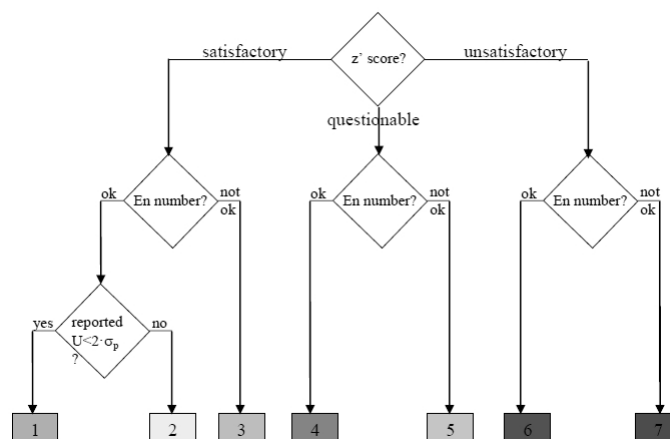 z' score?
satisfactory
unsatisfactory
questionable
En number?
ok
not
ok
En number?
ok
not
ok
En number?
ok
not
ok
reported
U<2·σp
?
yes
no
1
2
3
4
5
6
7